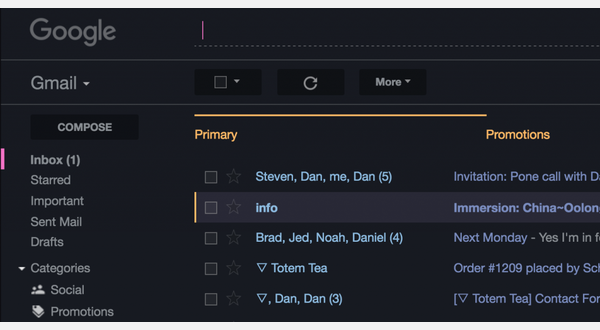 Google
Gmail
More
COMPOSE
Primary
Promotions
Inbox (1)
Starred
Important
Sent Mail
Drafts
Categories
Social
Promotions
Steven, Dan, me, Dan (5)
Invitation: Pone call with Da
info
Immersion: China~Oolon
Brad, Jed, Noah, Daniel (4)
Next Monday - Yes I'm in f
▽ Totem Tea
Order #1209 placed by Sch
▽, Dan, Dan (3)
[▽ Totem Tea] Contact For